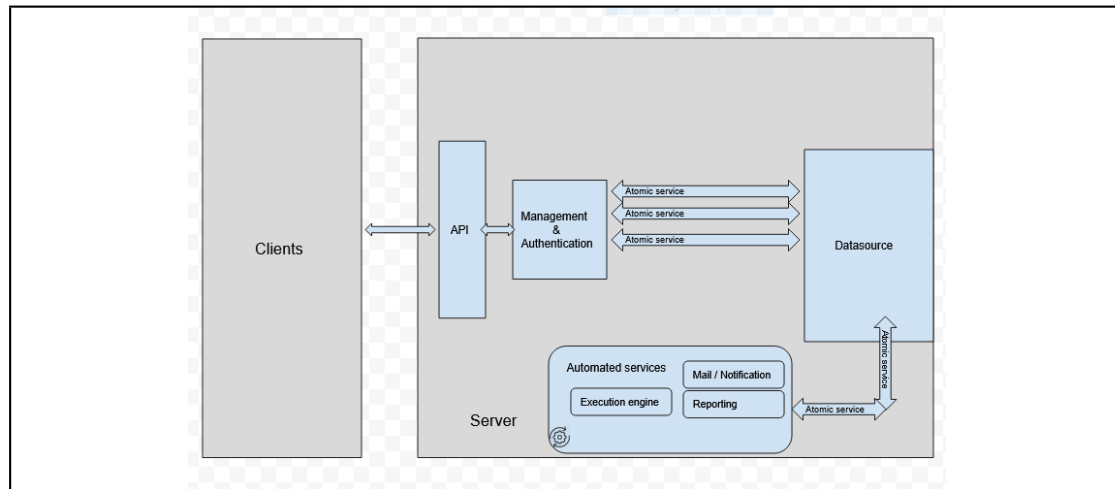 Clients
API
Management
&
Authentication
Atomic service
Atomic service
Atomic service
Datasource
Atomic service
Automated services
Mail / Notification
Execution engine
Reporting
Atomic service
Server